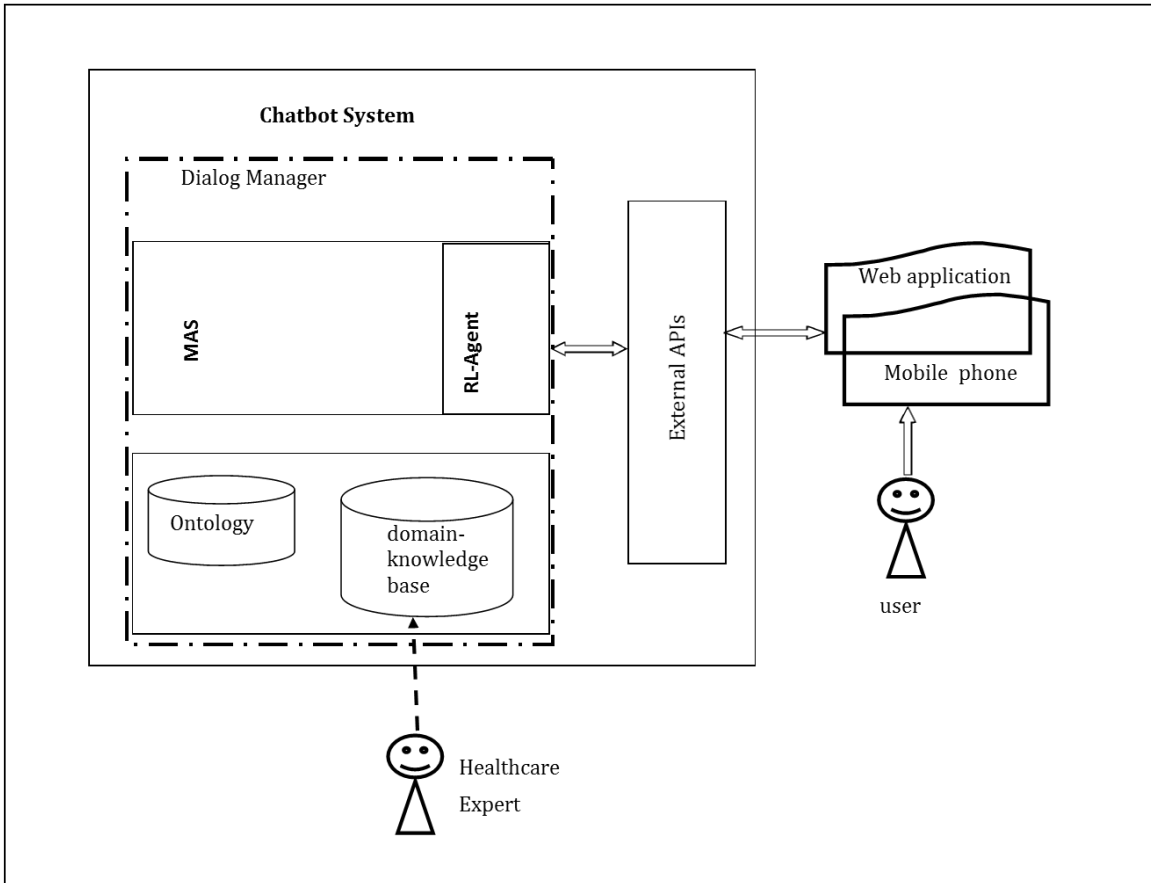 Chatbot System
Dialog Manager
MAS
RL-Agent
External APIs
Web application
Mobile phone
Ontology
domain-
knowledge
base
user
Healthcare
Expert